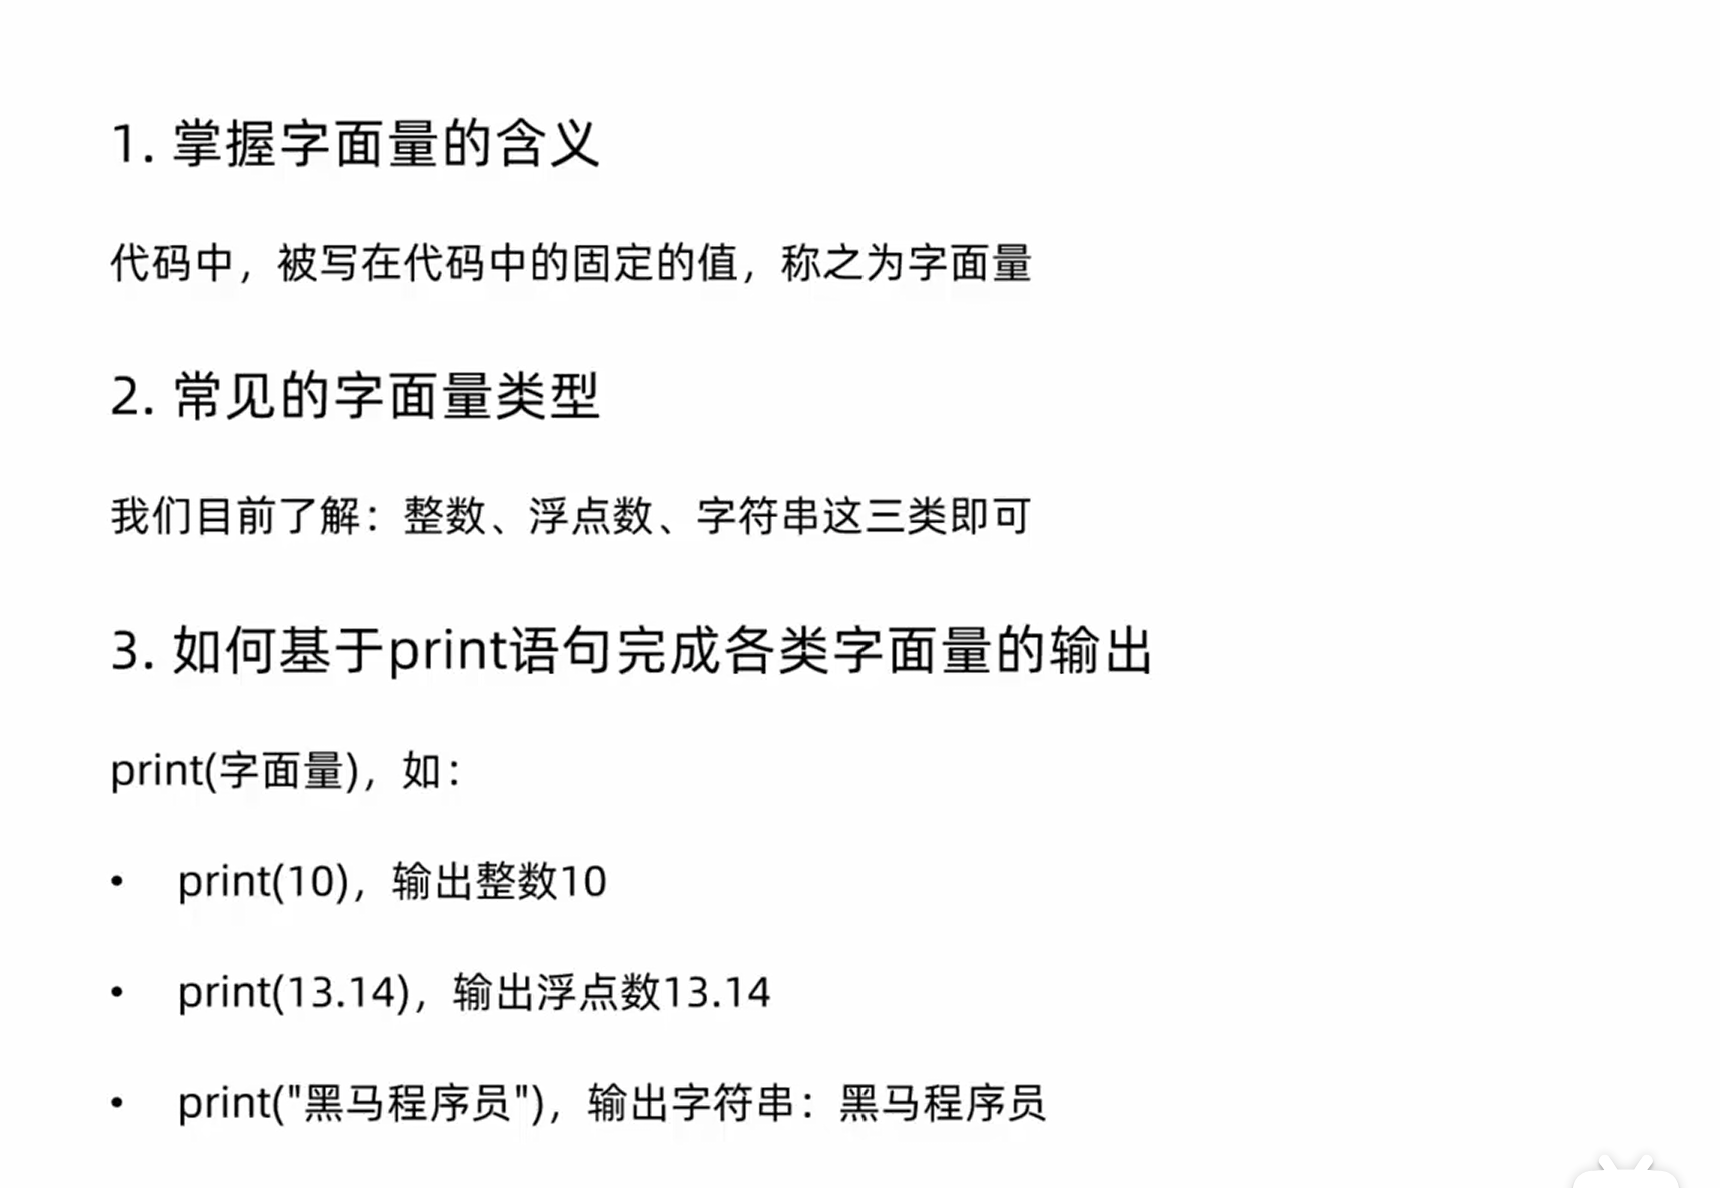 1. 掌握字面量的含义
代码中，被写在代码中的固定的值，称之为字面量
2. 常见的字面量类型
我们目前了解：整数、浮点数、字符串这三类即可
3. 如何基于print语句完成各类字面量的输出
print(字面量)，如：
• print(10)，输出整数10
• print(13.14)，输出浮点数13.14
• print("黑马程序员")，输出字符串：黑马程序员